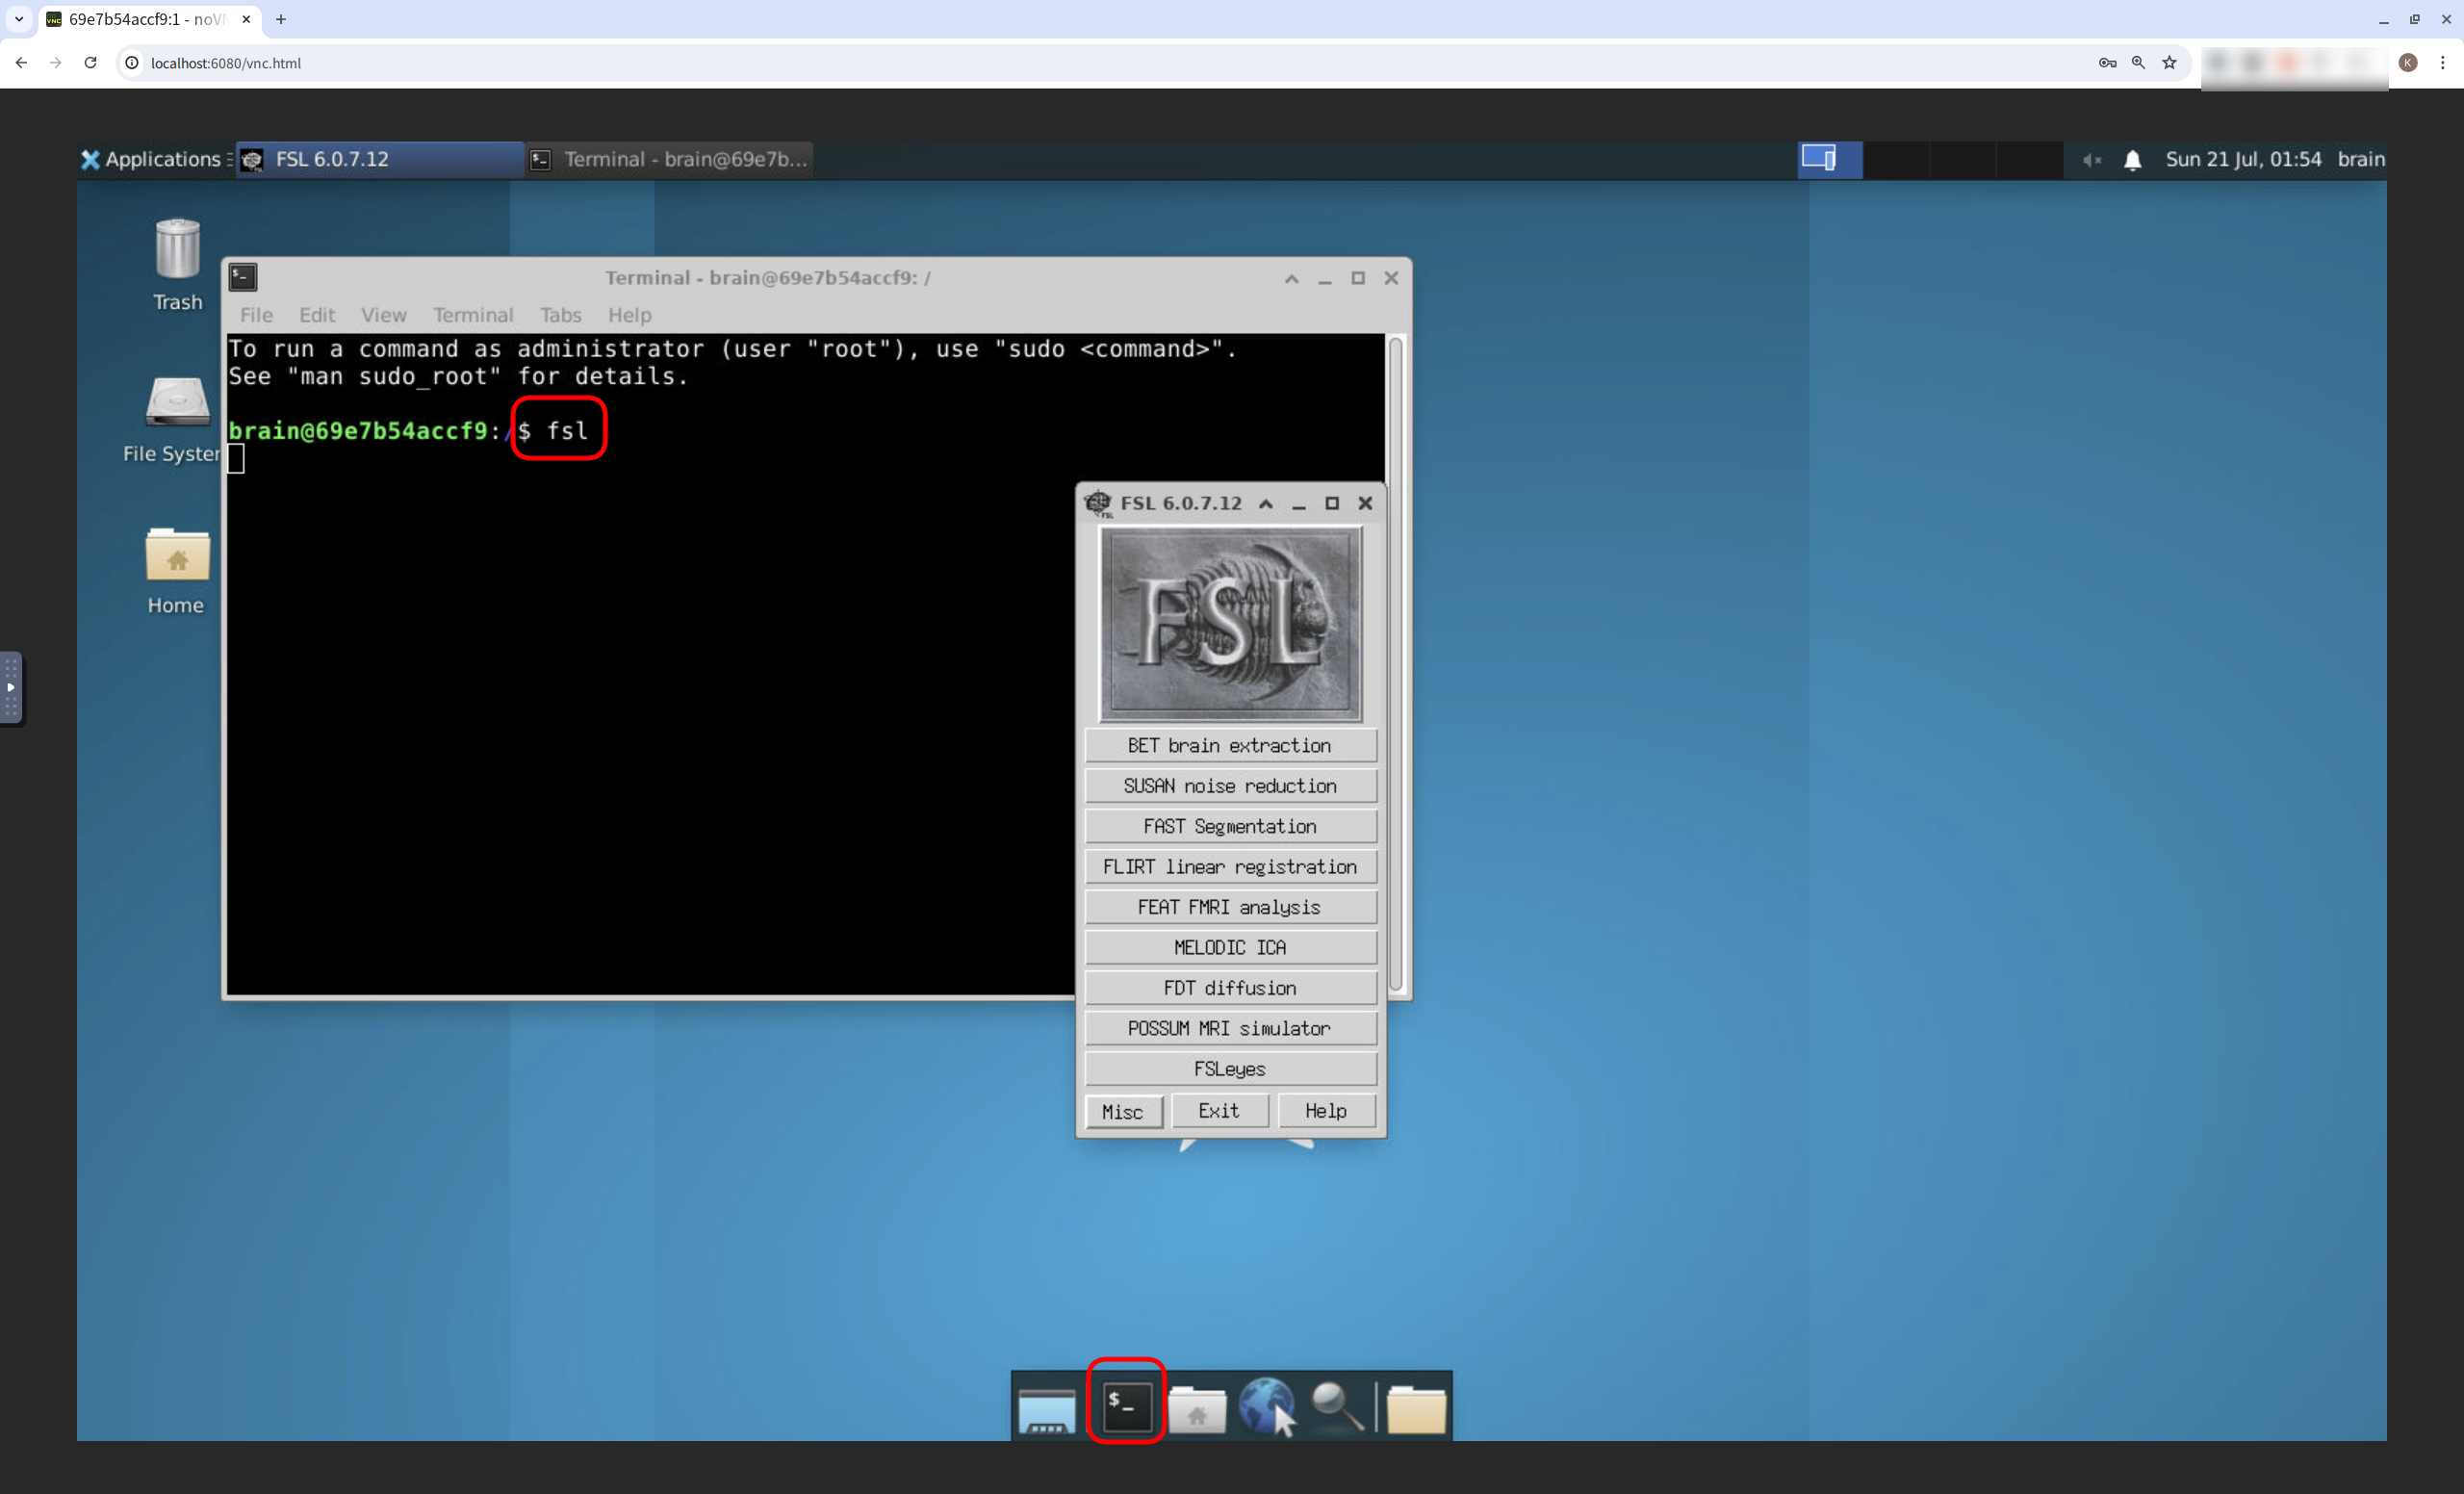 69e7b54accf9:1 - noVN
localhost:6080/vnc.html
K
Applications
FSL 6.0.7.12
Terminal - brain@69e7b...
Sun 21 Jul, 01:54
brain
Trash
File System
Home
Terminal - brain@69e7b54accf9: /
File Edit View Terminal Tabs Help
To run a command as administrator (user "root"), use "sudo <command>".
See "man sudo_root" for details.
brain@69e7b54accf9:/$ fsl
FSL 6.0.7.12
FSL
BET brain extraction
SUSAN noise reduction
FAST Segmentation
FLIRT linear registration
FEAT FMRI analysis
MELODIC ICA
FDT diffusion
POSSUM MRI simulator
FSLeyes
Misc Exit Help
$_